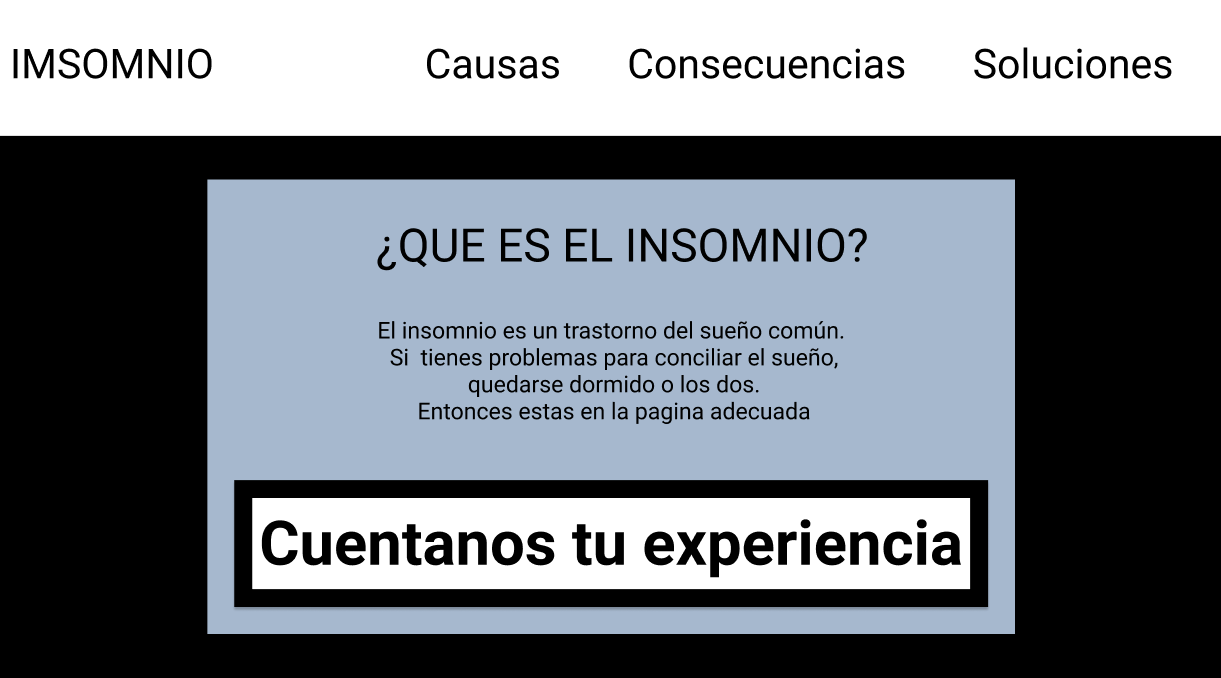 IMSOMNIO Causas Consecuencias Soluciones
¿QUE ES EL INSOMNIO?
El insomnio es un trastorno del sueño común.
Si tienes problemas para conciliar el sueño,
quedarse dormido o los dos.
Entonces estas en la pagina adecuada
Cuentanos tu experiencia